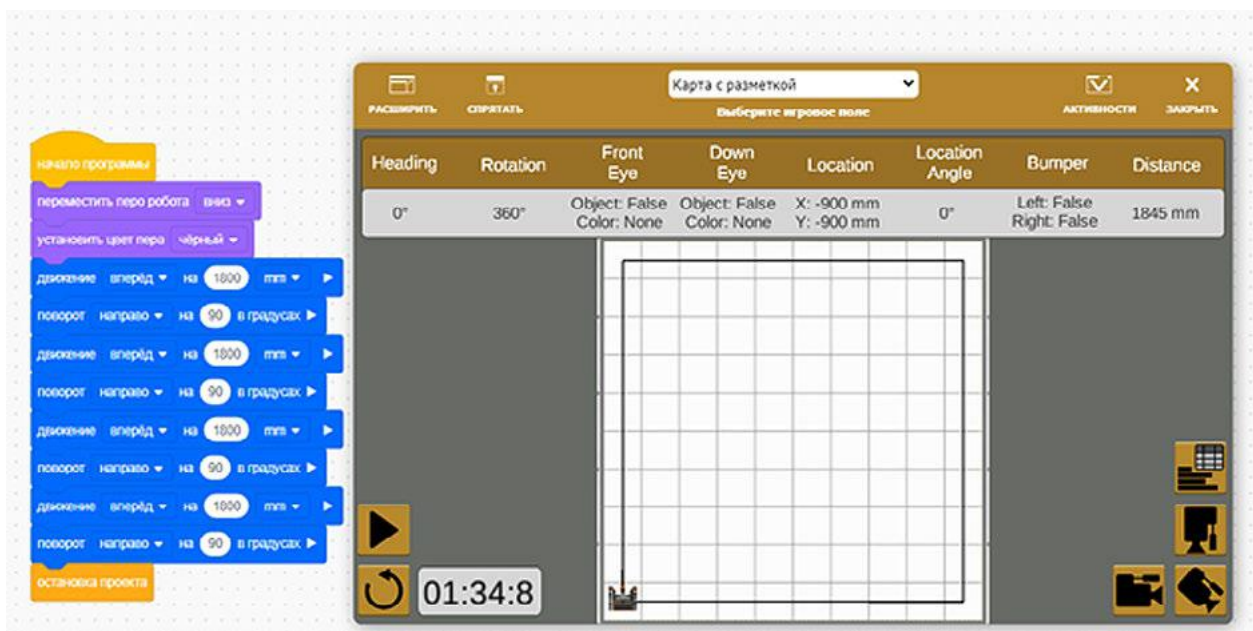 начало программы
переместить перо робота вниз
установить цвет пера чёрный
движение вперёд на 1800 mm
поворот направо на 90 в градусах
движение вперёд на 1800 mm
поворот направо на 90 в градусах
движение вперёд на 1800 mm
поворот направо на 90 в градусах
движение вперёд на 1800 mm
поворот направо на 90 в градусах
остановка проекта
РАСШИРИТЬ СПРЯТАТЬ Карта с разметкой АКТИВНОСТИ ЗАКРЫТЬ
Выберите игровое поле
Heading Rotation Front Eye Down Eye Location Location Angle Bumper Distance
0° 360° Object: False Object: False X: -900 mm 0° Left: False 1845 mm
Color: None Color: None Y: -900 mm Right: False
01:34:8